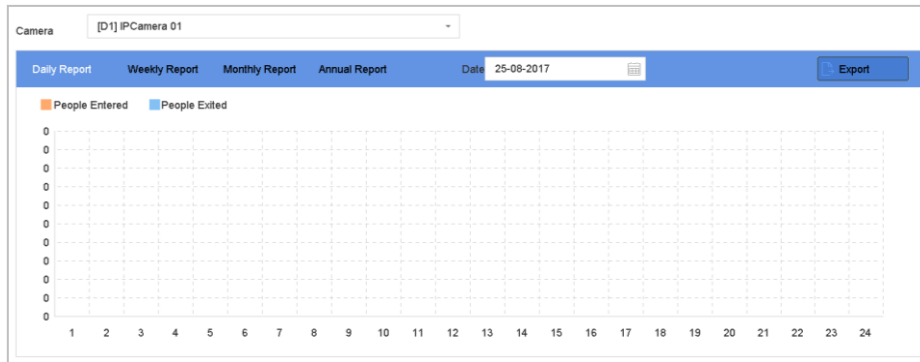 Camera [D1] IPCamera 01
Daily Report Weekly Report Monthly Report Annual Report Date 25-08-2017 Export
People Entered People Exited
0
0
0
0
0
0
0
0
0
0
0
1 2 3 4 5 6 7 8 9 10 11 12 13 14 15 16 17 18 19 20 21 22 23 24